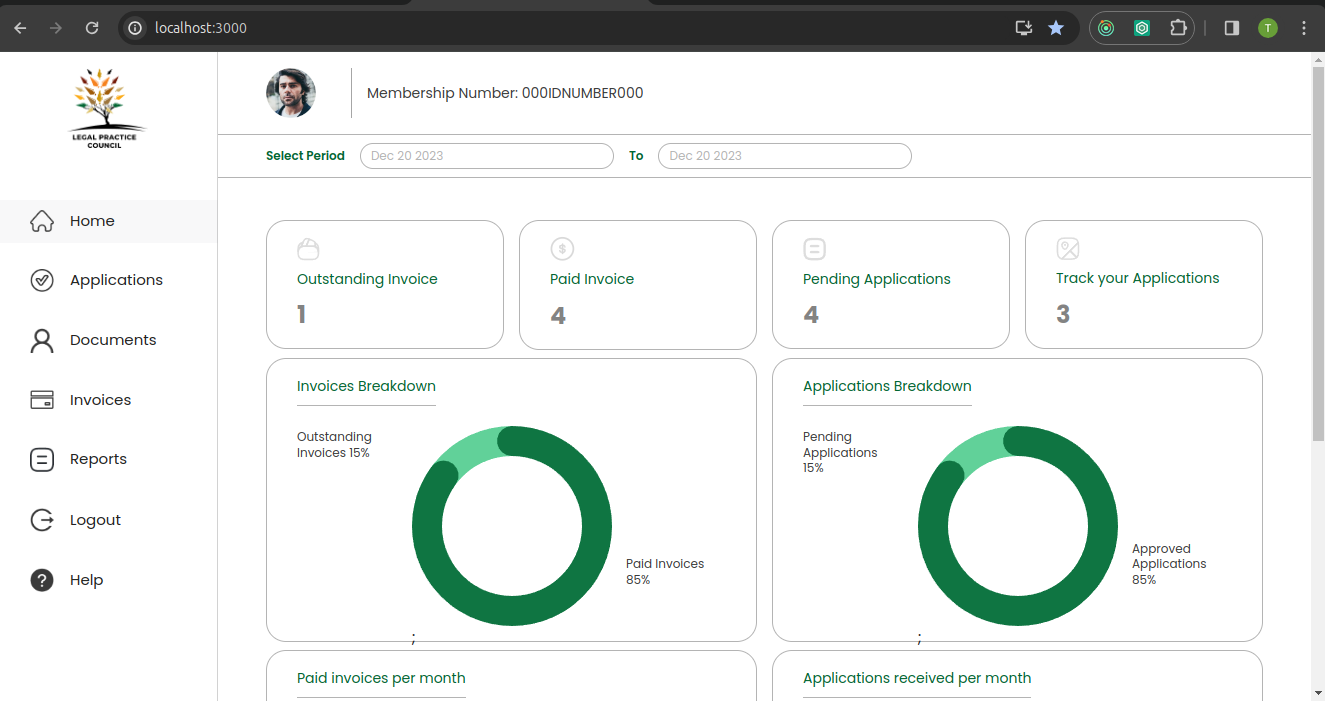 localhost:3000
T
LEGAL PRACTICE
COUNCIL
Membership Number: 000IDNUMBER000
Select Period
Dec 20 2023
To
Dec 20 2023
Home
Applications
Documents
Invoices
Reports
Logout
Help
Outstanding Invoice
1
Paid Invoice
4
Pending Applications
4
Track your Applications
3
Invoices Breakdown
Outstanding
Invoices 15%
Paid Invoices
85%
;
Applications Breakdown
Pending
Applications
15%
Approved
Applications
85%
;
Paid invoices per month
Applications received per month